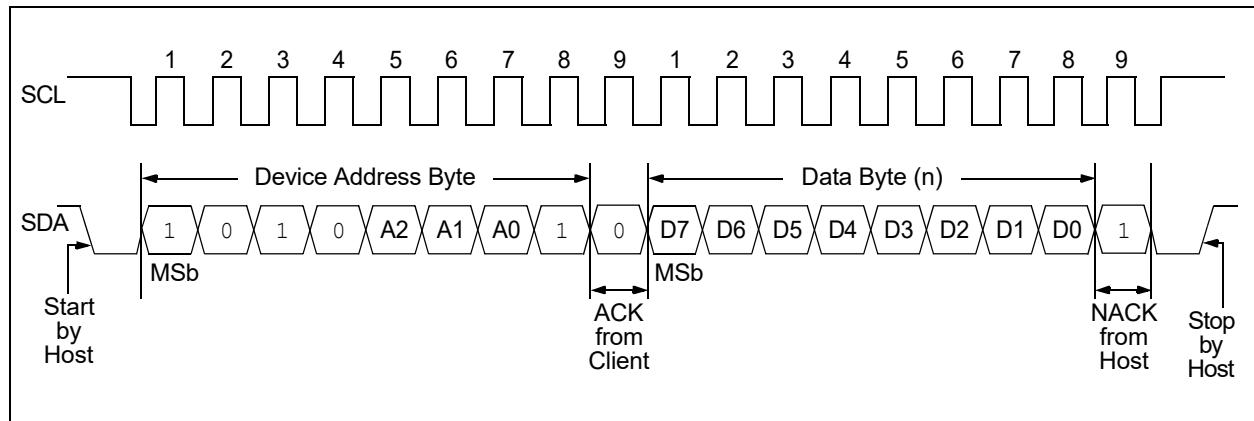 1 2 3 4 5 6 7 8 9 1 2 3 4 5 6 7 8 9
SCL
Device Address Byte Data Byte (n)
SDA 1 0 1 0 A2 A1 A0 1 0 D7 D6 D5 D4 D3 D2 D1 D0 1
MSb MSb
Start
by
Host
ACK
from
Client
NACK
from
Host
Stop
by
Host